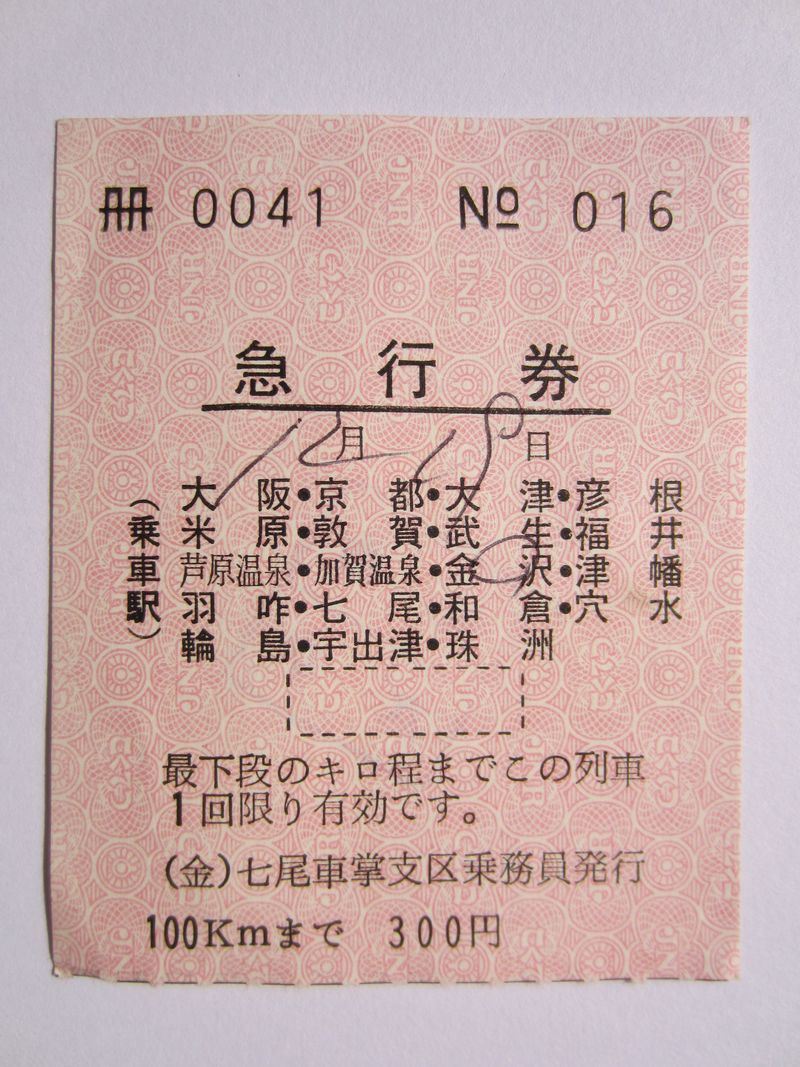 冊 0041 № 016
急行券
12月18日
(乗車駅)
大阪・京都・大津・彦根
米原・敦賀・武生・福井
芦原温泉・加賀温泉・金沢・津幡
羽咋・七尾・和倉・穴水
輪島・宇出津・珠洲
最下段のキロ程までこの列車
1回限り有効です。
(金)七尾車掌支区乗務員発行
100Kmまで 300円